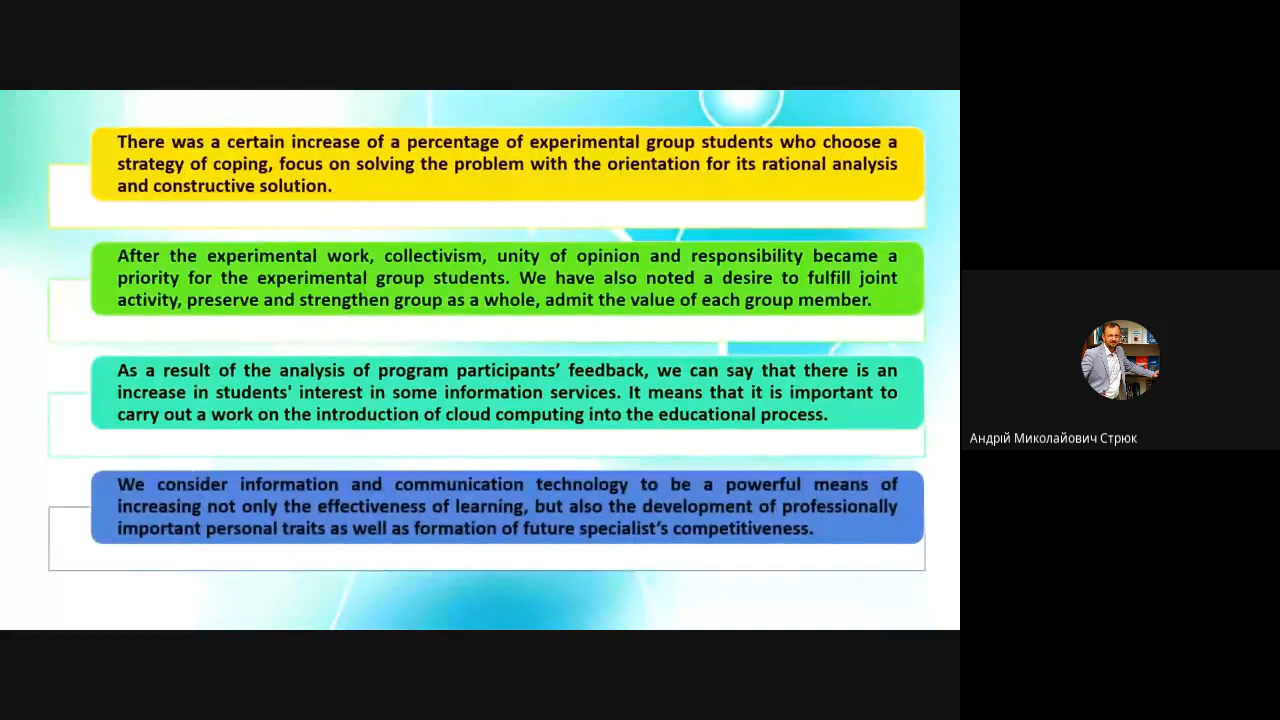 There was a certain increase of a percentage of experimental group students who choose a
strategy of coping, focus on solving the problem with the orientation for its rational analysis
and constructive solution.
After the experimental work, collectivism, unity of opinion and responsibility became a
priority for the experimental group students. We have also noted a desire to fulfill joint
activity, preserve and strengthen group as a whole, admit the value of each group member.
As a result of the analysis of program participants’ feedback, we can say that there is an
increase in students' interest in some information services. It means that it is important to
carry out a work on the introduction of cloud computing into the educational process.
We consider information and communication technology to be a powerful means of
increasing not only the effectiveness of learning, but also the development of professionally
important personal traits as well as formation of future specialist’s competitiveness.
Андрій Миколайович Стрюк